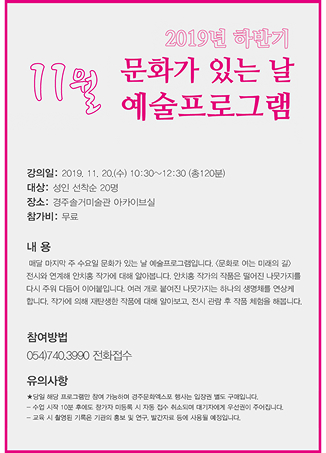 2019년 하반기
11월 문화가 있는 날
예술프로그램
강의일: 2019. 11. 20.(수) 10:30~12:30 (총120분)
대상: 성인 선착순 20명
장소: 경주솔거미술관 아카이브실
참가비: 무료
내 용
매달 마지막 주 수요일 문화가 있는 날 예술프로그램입니다. <문화로 여는 미래의 길>
전시와 연계해 안치홍 작가에 대해 알아봅니다. 안치홍 작가의 작품은 떨어진 나뭇가지를
다시 주워 다듬어 이어붙입니다. 여러 개로 붙여진 나뭇가지는 하나의 생명체를 연상케
합니다. 작가에 의해 재탄생한 작품에 대해 알아보고, 전시 관람 후 작품 체험을 해봅니다.
참여방법
054)740.3990 전화접수
유의사항
★당일 해당 프로그램만 참여 가능하며 경주문화엑스포 행사는 입장권 별도 구매입니다.
- 수업 시작 10분 후에도 참가자 미등록 시 자동 접수 취소되며 대기자에게 우선권이 주어집니다.
- 교육 시 촬영된 기록은 기관의 홍보 및 연구, 발간자료 등에 사용될 예정입니다.